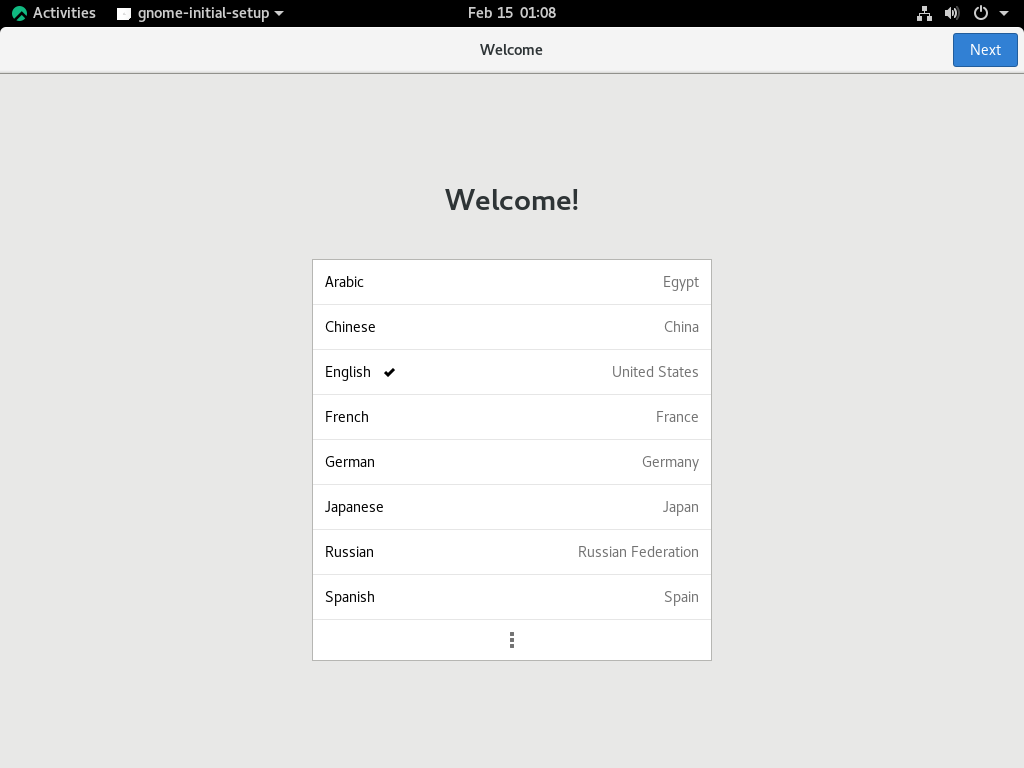 Activities gnome-initial-setup Feb 15 01:08
Welcome Next
Welcome!
Arabic Egypt
Chinese China
English United States
French France
German Germany
Japanese Japan
Russian Russian Federation
Spanish Spain